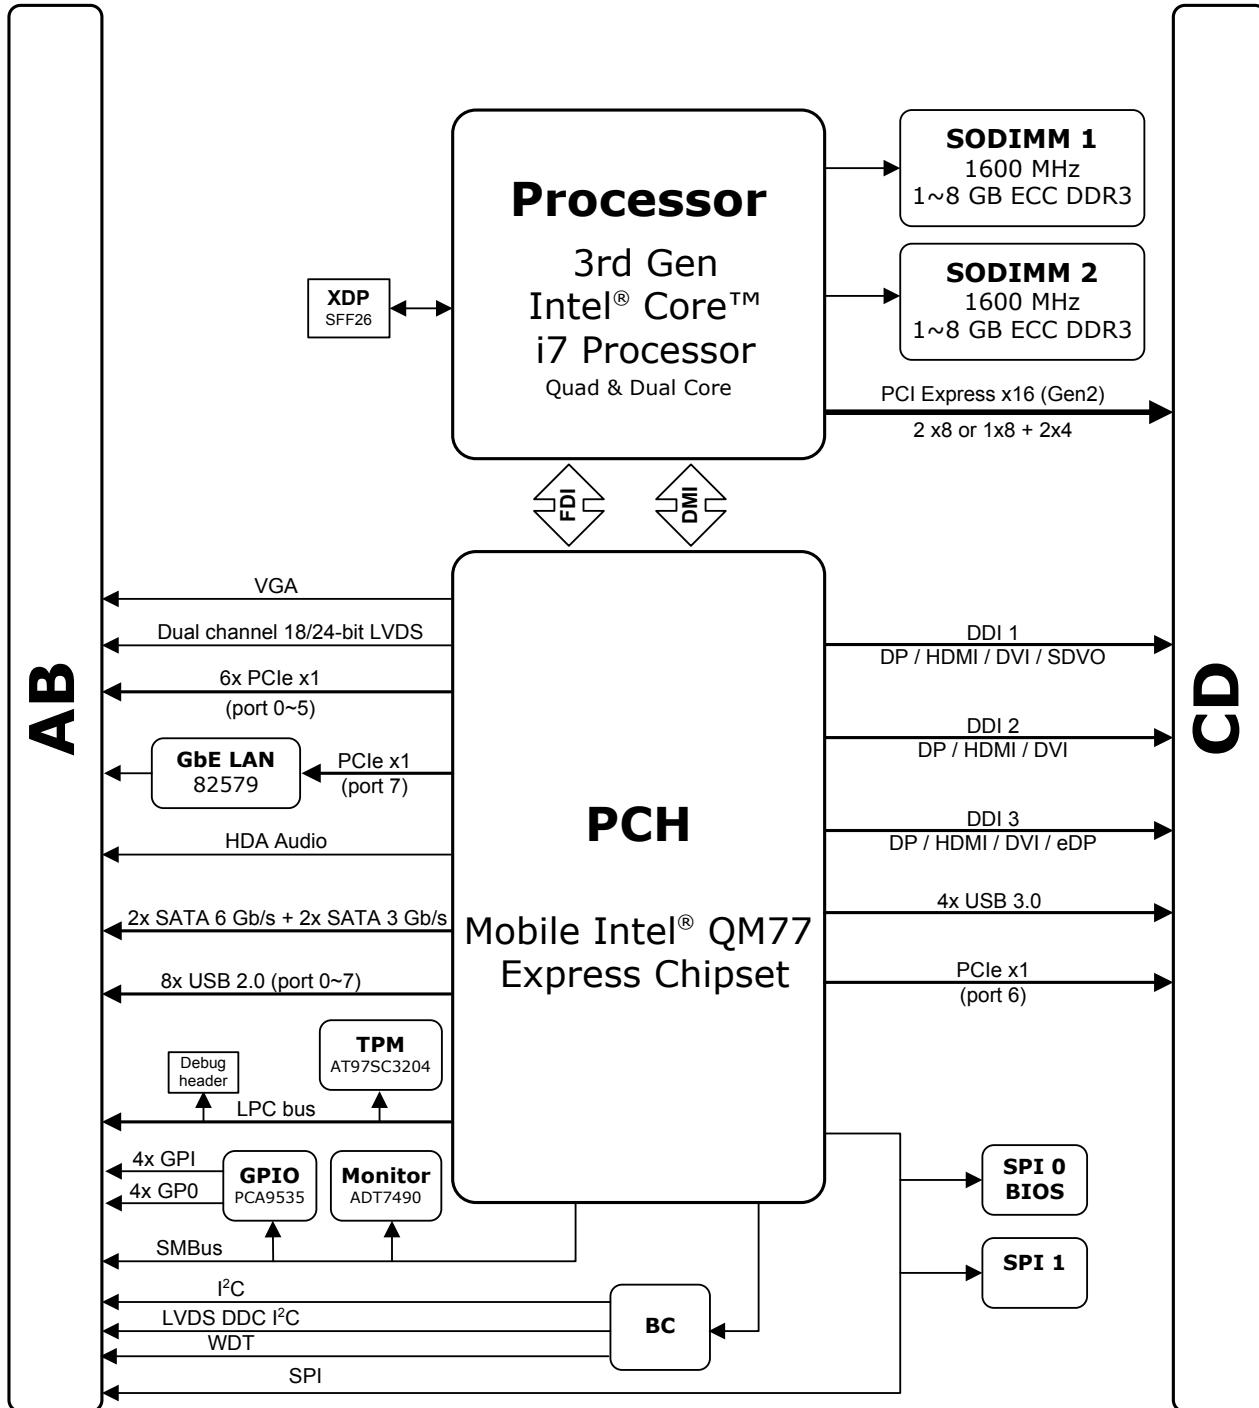 SODIMM 1
1600 MHz
1~8 GB ECC DDR3
Processor
3rd Gen
Intel® Core™
i7 Processor
Quad & Dual Core
SODIMM 2
1600 MHz
1~8 GB ECC DDR3
XDP
SFF26
PCI Express x16 (Gen2)
2 x8 or 1x8 + 2x4
FDI
DMI
AB
CD
VGA
Dual channel 18/24-bit LVDS
6x PCIe x1
(port 0~5)
GbE LAN
82579
PCIe x1
(port 7)
HDA Audio
2x SATA 6 Gb/s + 2x SATA 3 Gb/s
8x USB 2.0 (port 0~7)
TPM
AT97SC3204
Debug
header
LPC bus
4x GPI
4x GP0
GPIO
PCA9535
Monitor
ADT7490
SMBus
I²C
LVDS DDC I²C
WDT
SPI
BC
PCH
Mobile Intel® QM77
Express Chipset
DDI 1
DP / HDMI / DVI / SDVO
DDI 2
DP / HDMI / DVI
DDI 3
DP / HDMI / DVI / eDP
4x USB 3.0
PCIe x1
(port 6)
SPI 0
BIOS
SPI 1